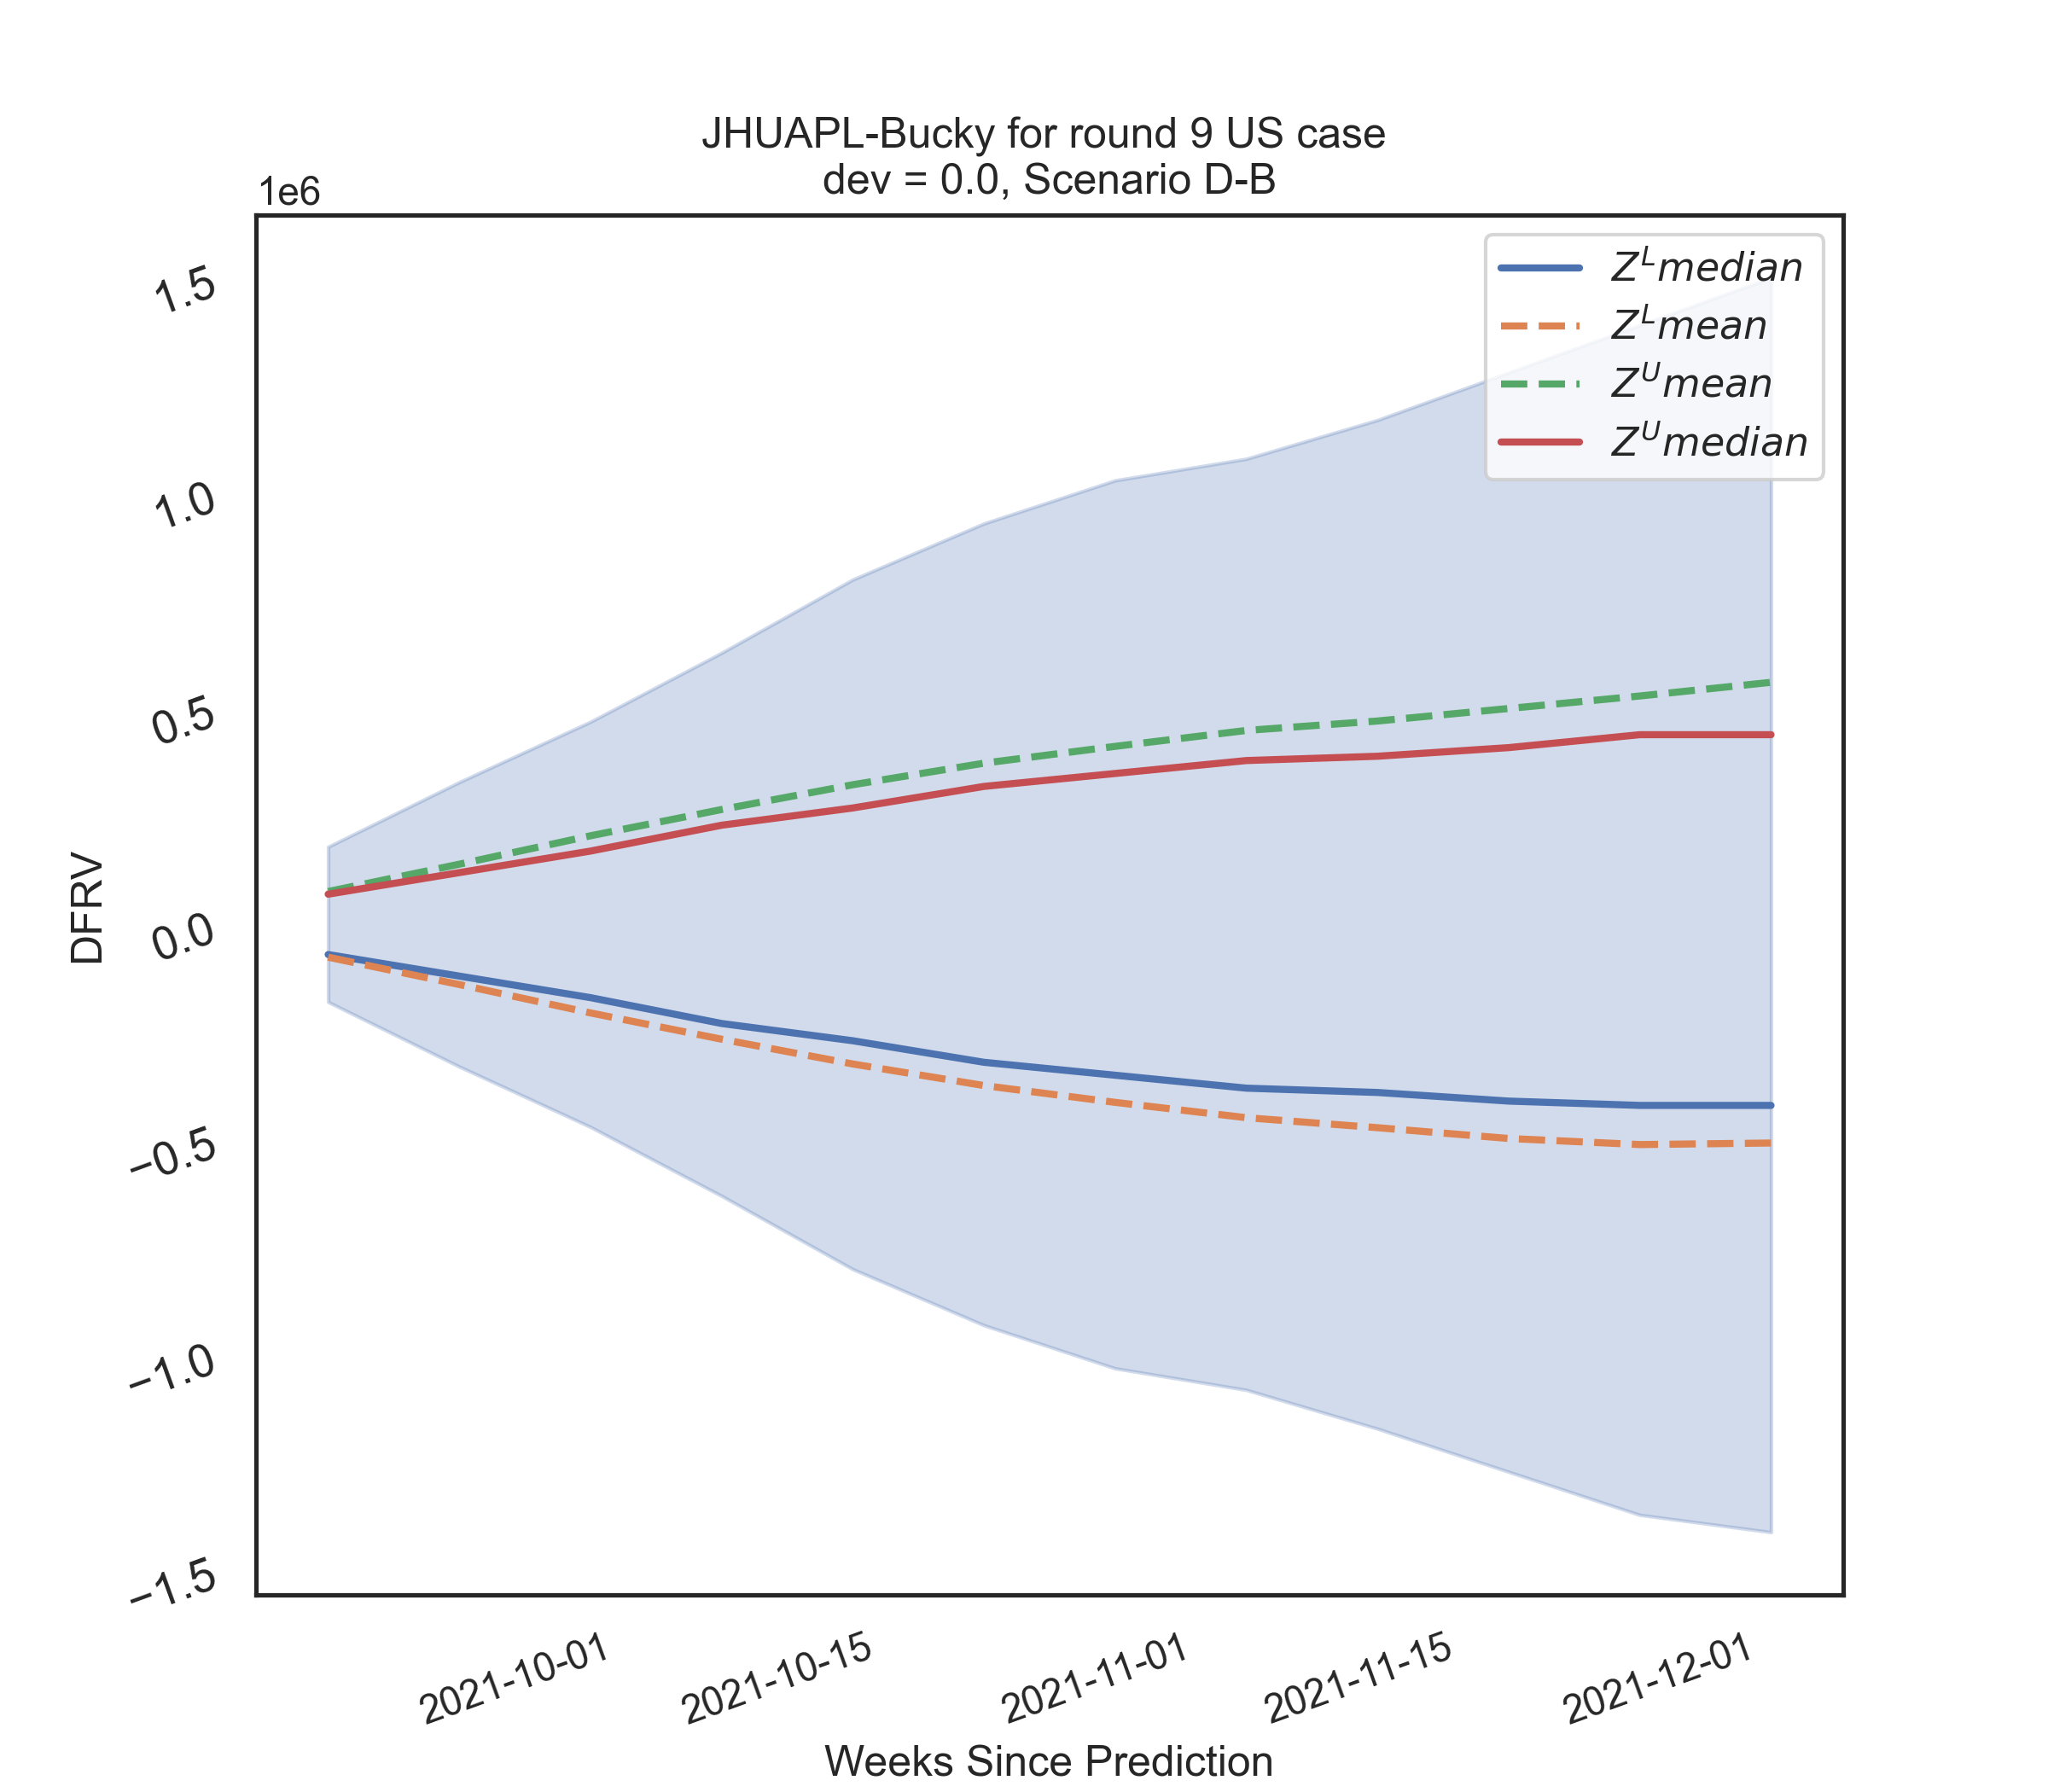 JHUAPL-Bucky for round 9 US case
dev = 0.0, Scenario D-B
1e6
Z^L median
Z^L mean
Z^U mean
Z^U median
1.5
1.0
0.5
0.0
−0.5
−1.0
−1.5
DFRV
2021-10-01
2021-10-15
2021-11-01
2021-11-15
2021-12-01
Weeks Since Prediction